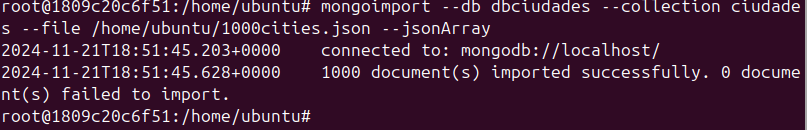 root@1809c20c6f51:/home/ubuntu# mongoimport --db dbciudades --collection ciudade
s --file /home/ubuntu/1000cities.json --jsonArray
2024-11-21T18:51:45.203+0000    connected to: mongodb://localhost/
2024-11-21T18:51:45.628+0000    1000 document(s) imported successfully. 0 docume
nt(s) failed to import.
root@1809c20c6f51:/home/ubuntu#